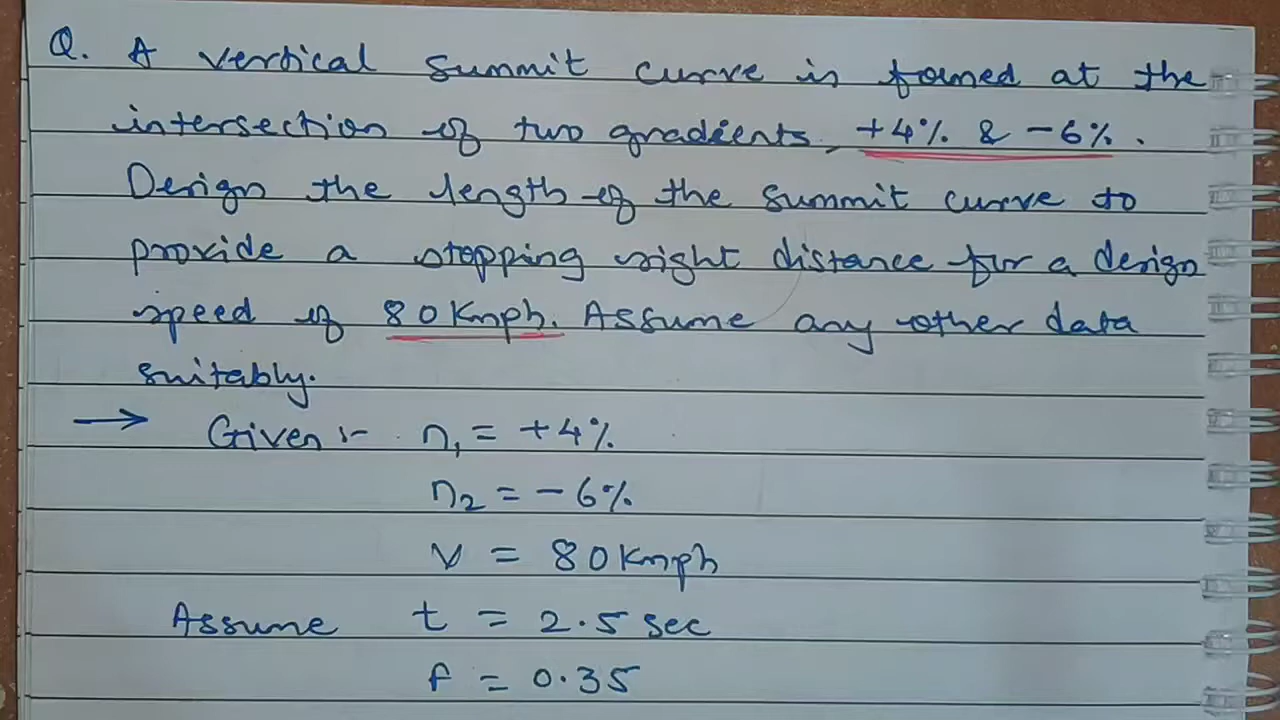 Q. A vertical summit curve is formed at the
intersection of two gradients, +4% & -6%.
Design the length of the summit curve to
provide a stopping sight distance for a design
speed of 80 Kmph. Assume any other data
suitably.
→ Given :- n₁ = +4%
n₂ = -6%
V = 80 Kmph
Assume t = 2.5 sec
f = 0.35